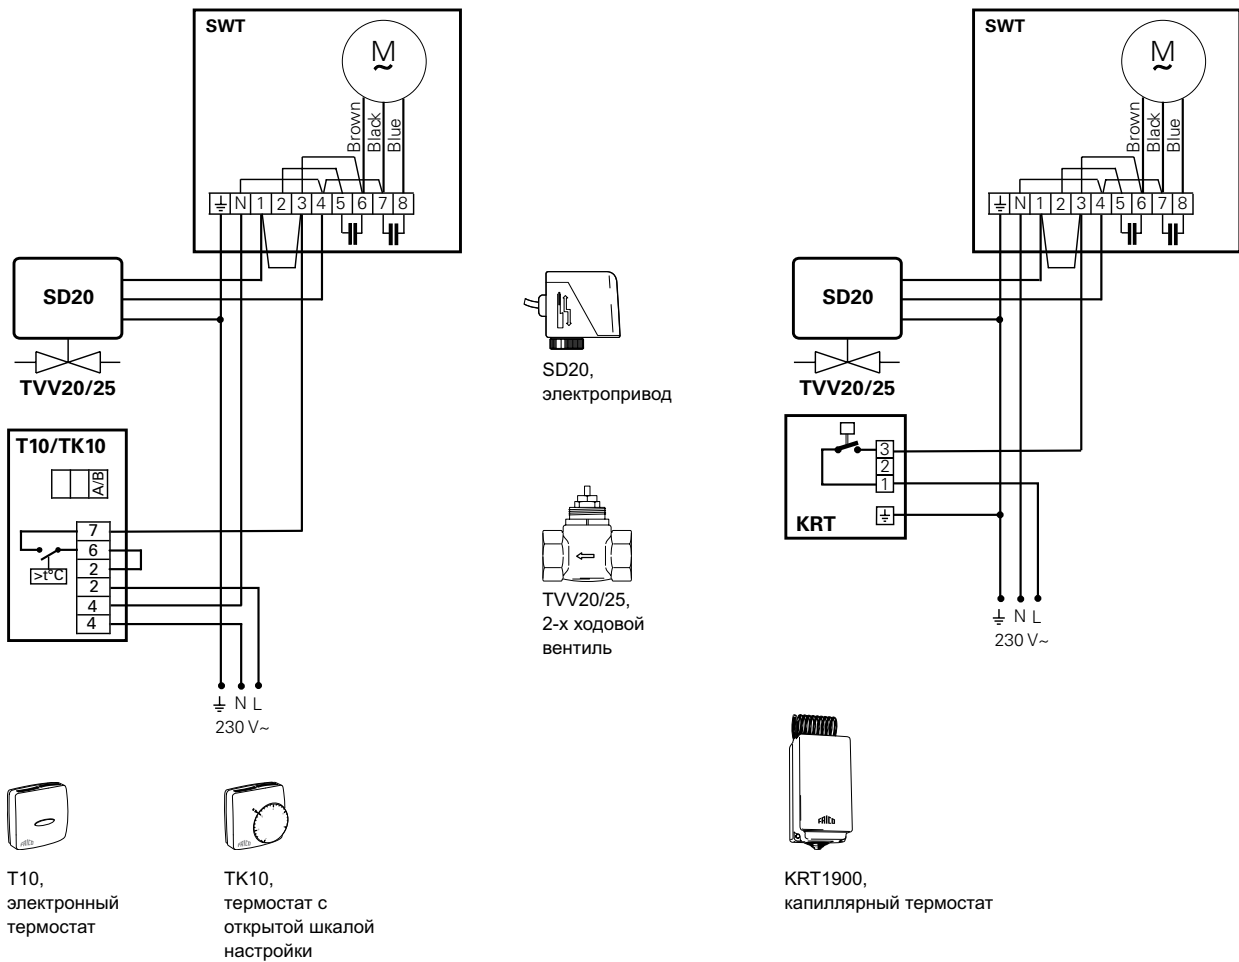 SWT
M
~
Brown
Black
Blue
N 1 2 3 4 5 6 7 8
SD20
TVV20/25
T10/TK10
A/B
7
6
2
2
4
4
>t°C
N L
230 V~
SD20,
электропривод
TVV20/25,
2-х ходовой
вентиль
SWT
M
~
Brown
Black
Blue
N 1 2 3 4 5 6 7 8
SD20
TVV20/25
3
2
1
KRT
N L
230 V~
FRICO
T10,
электронный
термостат
FRICO
TK10,
термостат с
открытой шкалой
настройки
FRICO
KRT1900,
капиллярный термостат